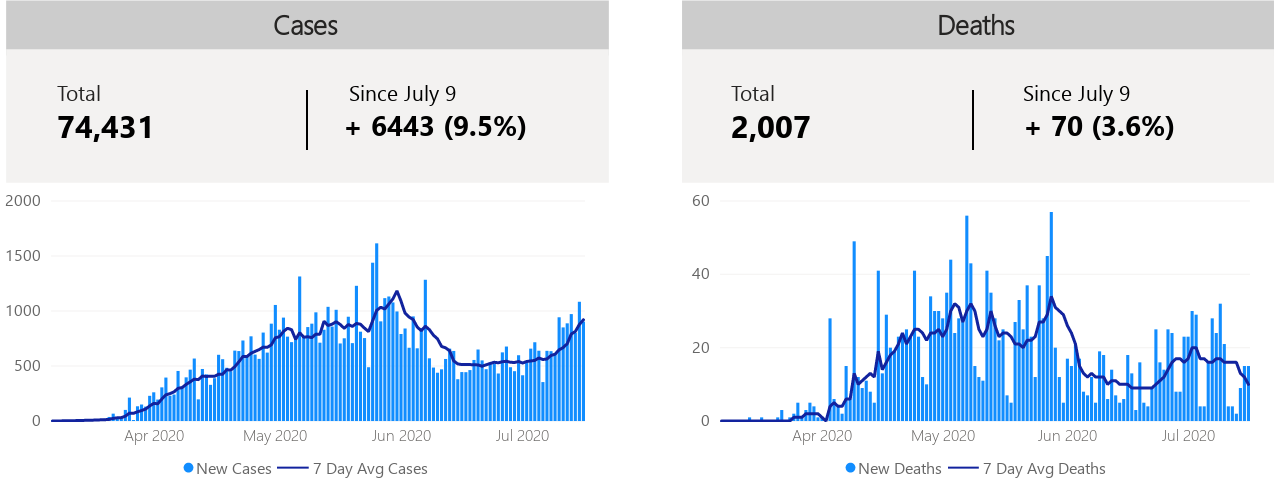 Cases
Total
74,431
Since July 9
+ 6443 (9.5%)
2000
1500
1000
500
0
Apr 2020 May 2020 Jun 2020 Jul 2020
New Cases 7 Day Avg Cases
Deaths
Total
2,007
Since July 9
+ 70 (3.6%)
60
40
20
0
Apr 2020 May 2020 Jun 2020 Jul 2020
New Deaths 7 Day Avg Deaths